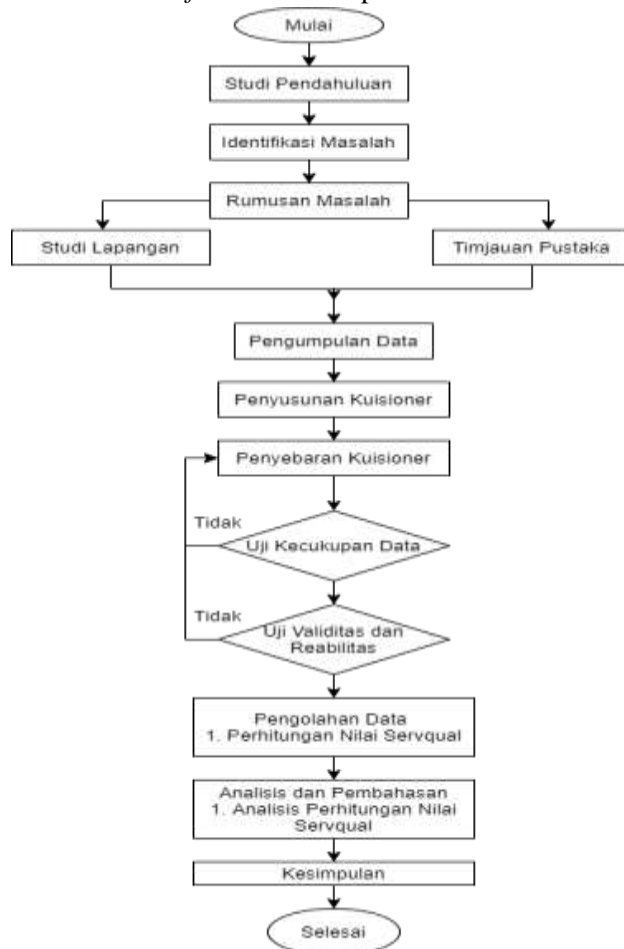 Mulai
Studi Pendahuluan
Identifikasi Masalah
Rumusan Masalah
Studi Lapangan
Timjauan Pustaka
Pengumpulan Data
Penyusunan Kuisioner
Penyebaran Kuisioner
Tidak
Uji Kecukupan Data
Tidak
Uji Validitas dan
Reabilitas
Pengolahan Data
1. Perhitungan Nilai Servqual
Analisis dan Pembahasan
1. Analisis Perhitungan Nilai
Servqual
Kesimpulan
Selesai